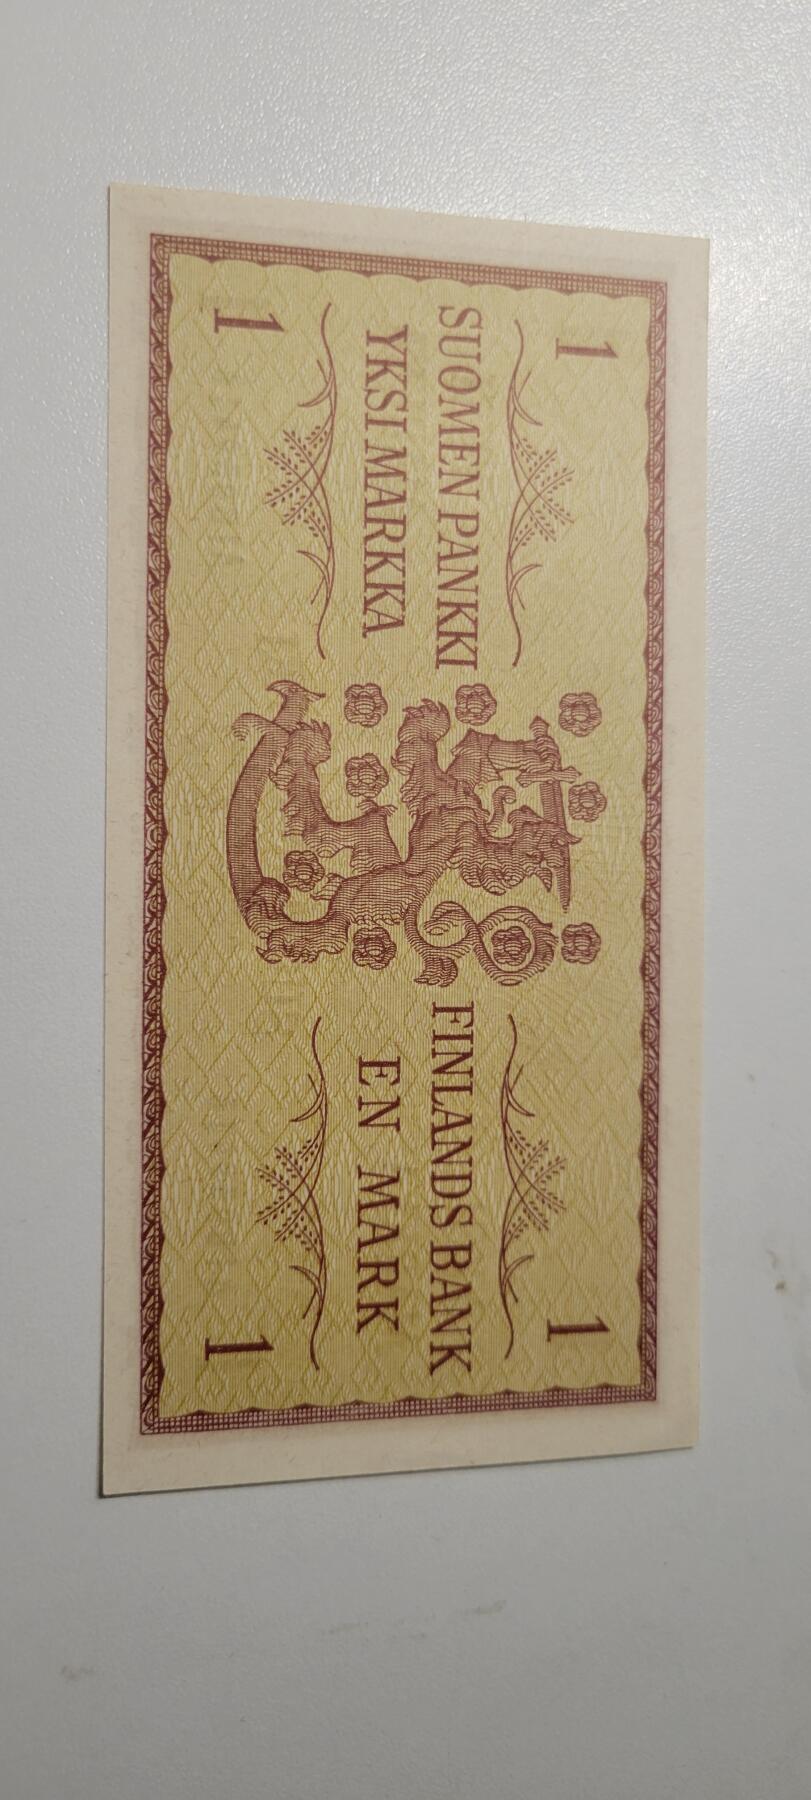 1
1
SUOMEN PANKKI
YKSI MARKKA
FINLANDS BANK
EN MARK
1
1